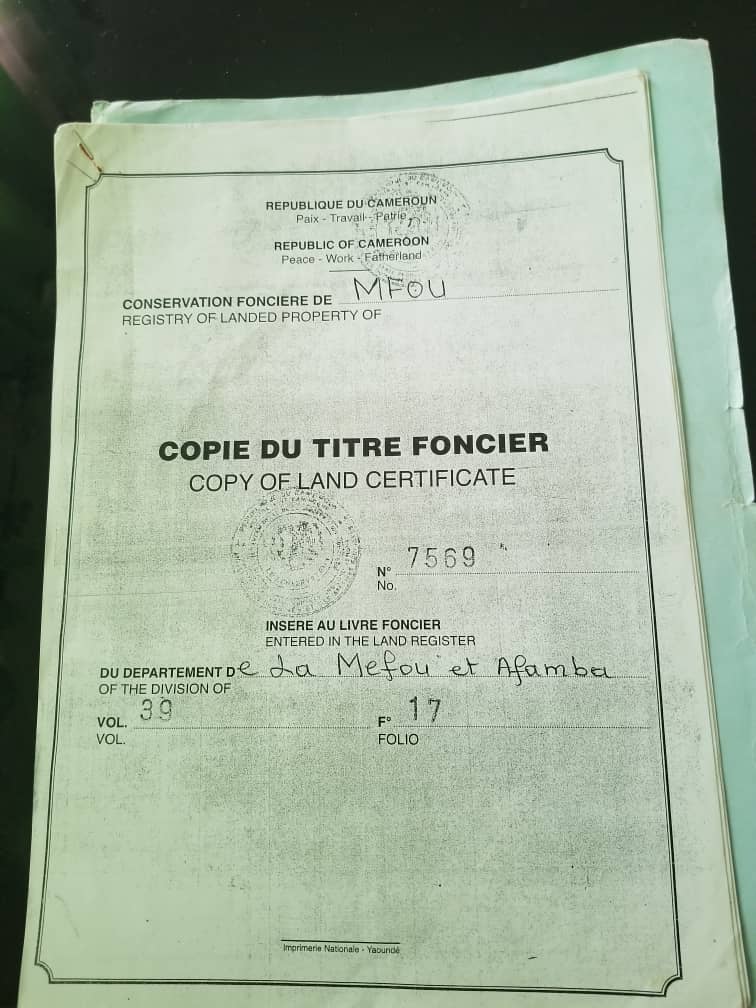 REPUBLIQUE DU CAMEROUN
Paix - Travail - Patrie
REPUBLIC OF CAMEROON
Peace - Work - Fatherland
CONSERVATION FONCIERE DE MFOU
REGISTRY OF LANDED PROPERTY OF
COPIE DU TITRE FONCIER
COPY OF LAND CERTIFICATE
N° 7569
No.
INSERE AU LIVRE FONCIER
ENTERED IN THE LAND REGISTER
DU DEPARTEMENT De La Mefou et Afamba
OF THE DIVISION OF
VOL. 39 F° 17
VOL. FOLIO
Imprimerie Nationale - Yaoundé